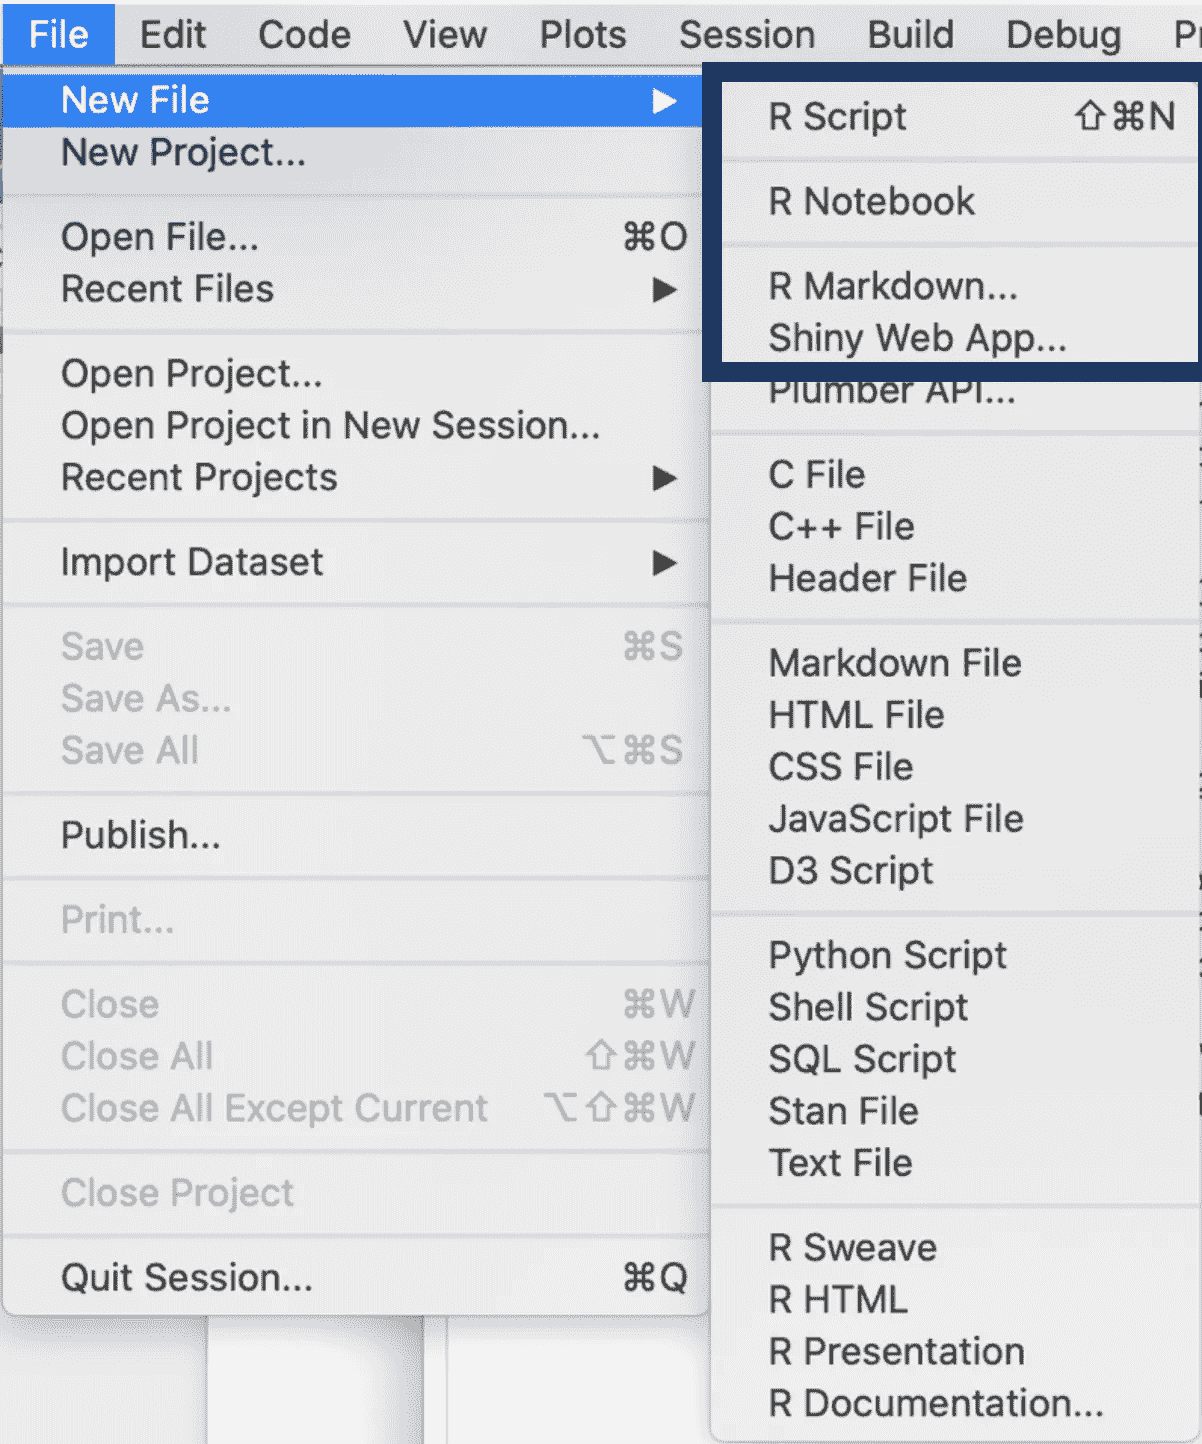 File Edit Code View Plots Session Build Debug
New File ▶
New Project...
Open File... ⌘O
Recent Files ▶
Open Project...
Open Project in New Session...
Recent Projects ▶
Import Dataset ▶
Save ⌘S
Save As...
Save All ⌥⌘S
Publish...
Print...
Close ⌘W
Close All ⇧⌘W
Close All Except Current ⌥⇧⌘W
Close Project
Quit Session... ⌘Q
R Script ⇧⌘N
R Notebook
R Markdown...
Shiny Web App...
Plumber API...
C File
C++ File
Header File
Markdown File
HTML File
CSS File
JavaScript File
D3 Script
Python Script
Shell Script
SQL Script
Stan File
Text File
R Sweave
R HTML
R Presentation
R Documentation...